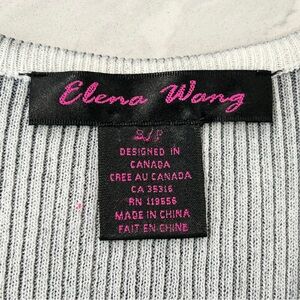 Elena Wang
S/P
DESIGNED IN
CANADA
CREE AU CANADA
CA 35316
RN 119556
MADE IN CHINA
FAIT EN CHINE